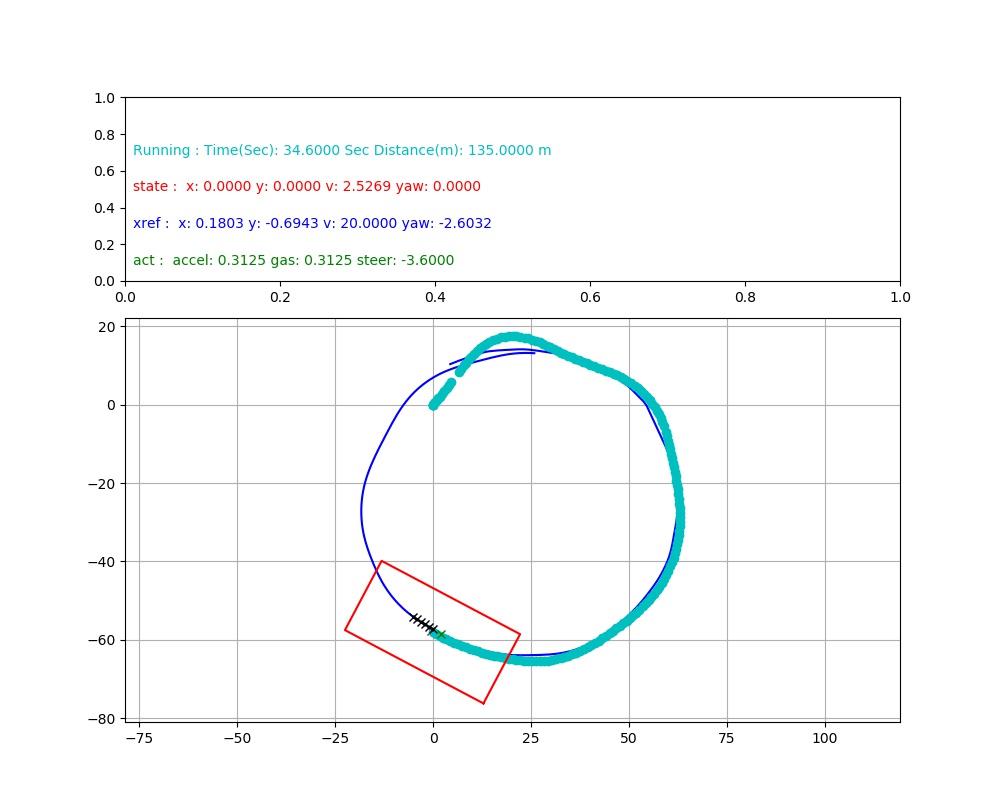 1.0
0.8
Running : Time(Sec): 34.6000 Sec Distance(m): 135.0000 m
0.6
state :  x: 0.0000 y: 0.0000 v: 2.5269 yaw: 0.0000
0.4
xref :  x: 0.1803 y: -0.6943 v: 20.0000 yaw: -2.6032
0.2
act :  accel: 0.3125 gas: 0.3125 steer: -3.6000
0.0
0.0 0.2 0.4 0.6 0.8 1.0
20
0
−20
−40
−60
−80
−75 −50 −25 0 25 50 75 100